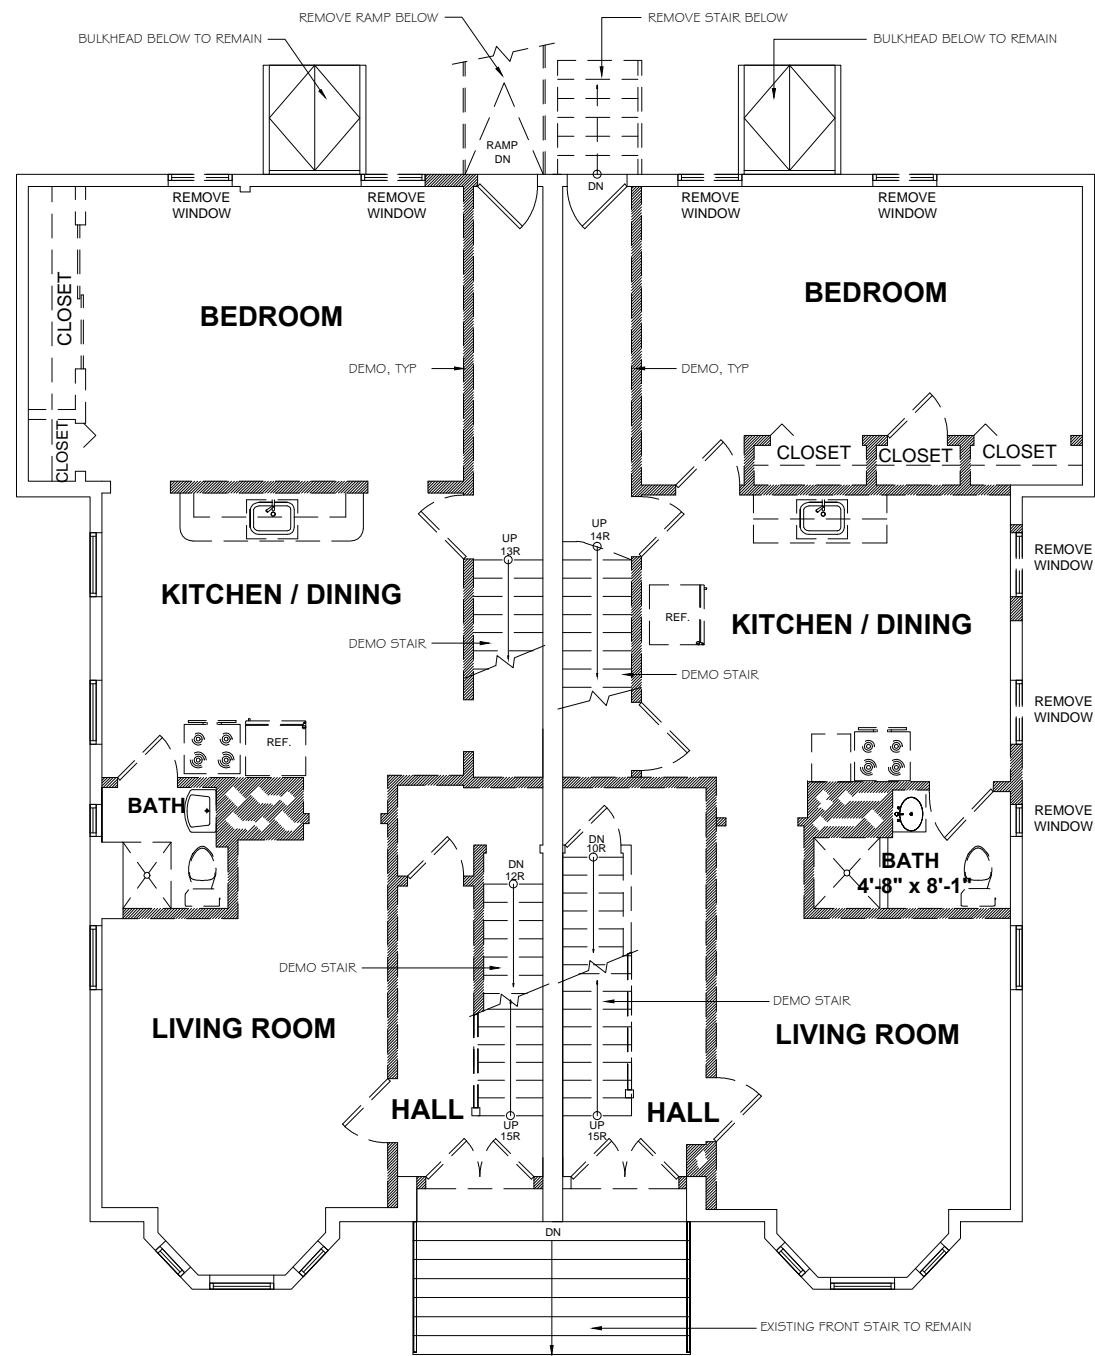 REMOVE RAMP BELOW
REMOVE STAIR BELOW
BULKHEAD BELOW TO REMAIN
BULKHEAD BELOW TO REMAIN
RAMP
DN
DN
REMOVE
WINDOW
REMOVE
WINDOW
REMOVE
WINDOW
REMOVE
WINDOW
CLOSET
BEDROOM
BEDROOM
DEMO, TYP
DEMO, TYP
CLOSET
CLOSET
CLOSET
CLOSET
UP
13R
UP
14R
REMOVE
WINDOW
KITCHEN / DINING
REF.
KITCHEN / DINING
DEMO STAIR
DEMO STAIR
REMOVE
WINDOW
REF.
BATH
REMOVE
WINDOW
DN
12R
DN
10R
BATH
4'-8" x 8'-1"
DEMO STAIR
DEMO STAIR
LIVING ROOM
LIVING ROOM
HALL
HALL
UP
15R
UP
15R
DN
EXISTING FRONT STAIR TO REMAIN